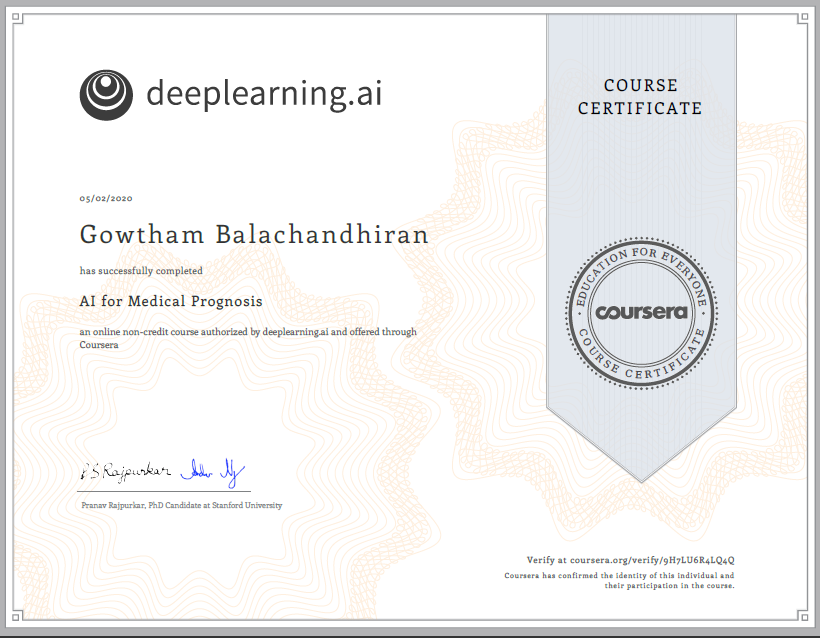 deeplearning.ai
COURSE
CERTIFICATE
05/02/2020
Gowtham Balachandhiran
has successfully completed
AI for Medical Prognosis
an online non-credit course authorized by deeplearning.ai and offered through
Coursera
EDUCATION FOR EVERYONE
coursera
COURSE CERTIFICATE
P.S Rajpurkar
Pranav Rajpurkar, PhD Candidate at Stanford University
Verify at coursera.org/verify/9H7LU6R4LQ4Q
Coursera has confirmed the identity of this individual and
their participation in the course.